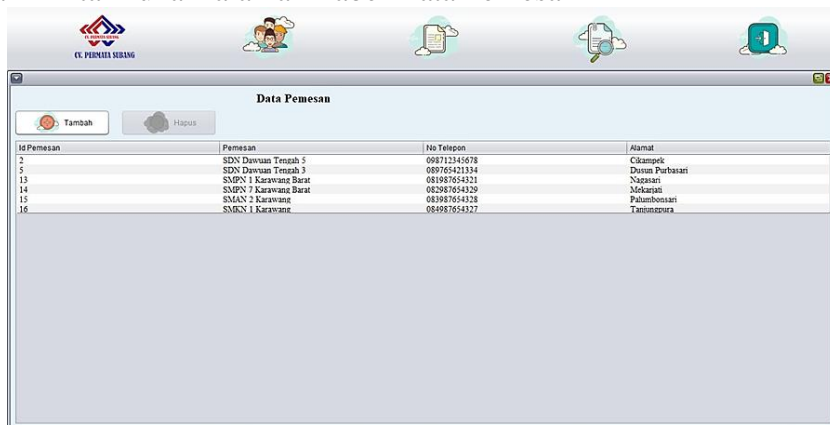 CV. PERMATA SUBANG
Data Pemesan
Tambah Hapus
Id Pemesan Pemesan No Telepon Alamat
2 SDN Dawuan Tengah 5 098712345678 Cikampek
5 SDN Dawuan Tengah 3 089765421334 Dusun Purbasari
13 SMPN 1 Karawang Barat 081987654321 Nagasari
14 SMPN 7 Karawang Barat 082987654329 Mekarjati
15 SMAN 2 Karawang 083987654328 Palumbonsari
16 SMKN 1 Karawang 084987654327 Tanjungpura